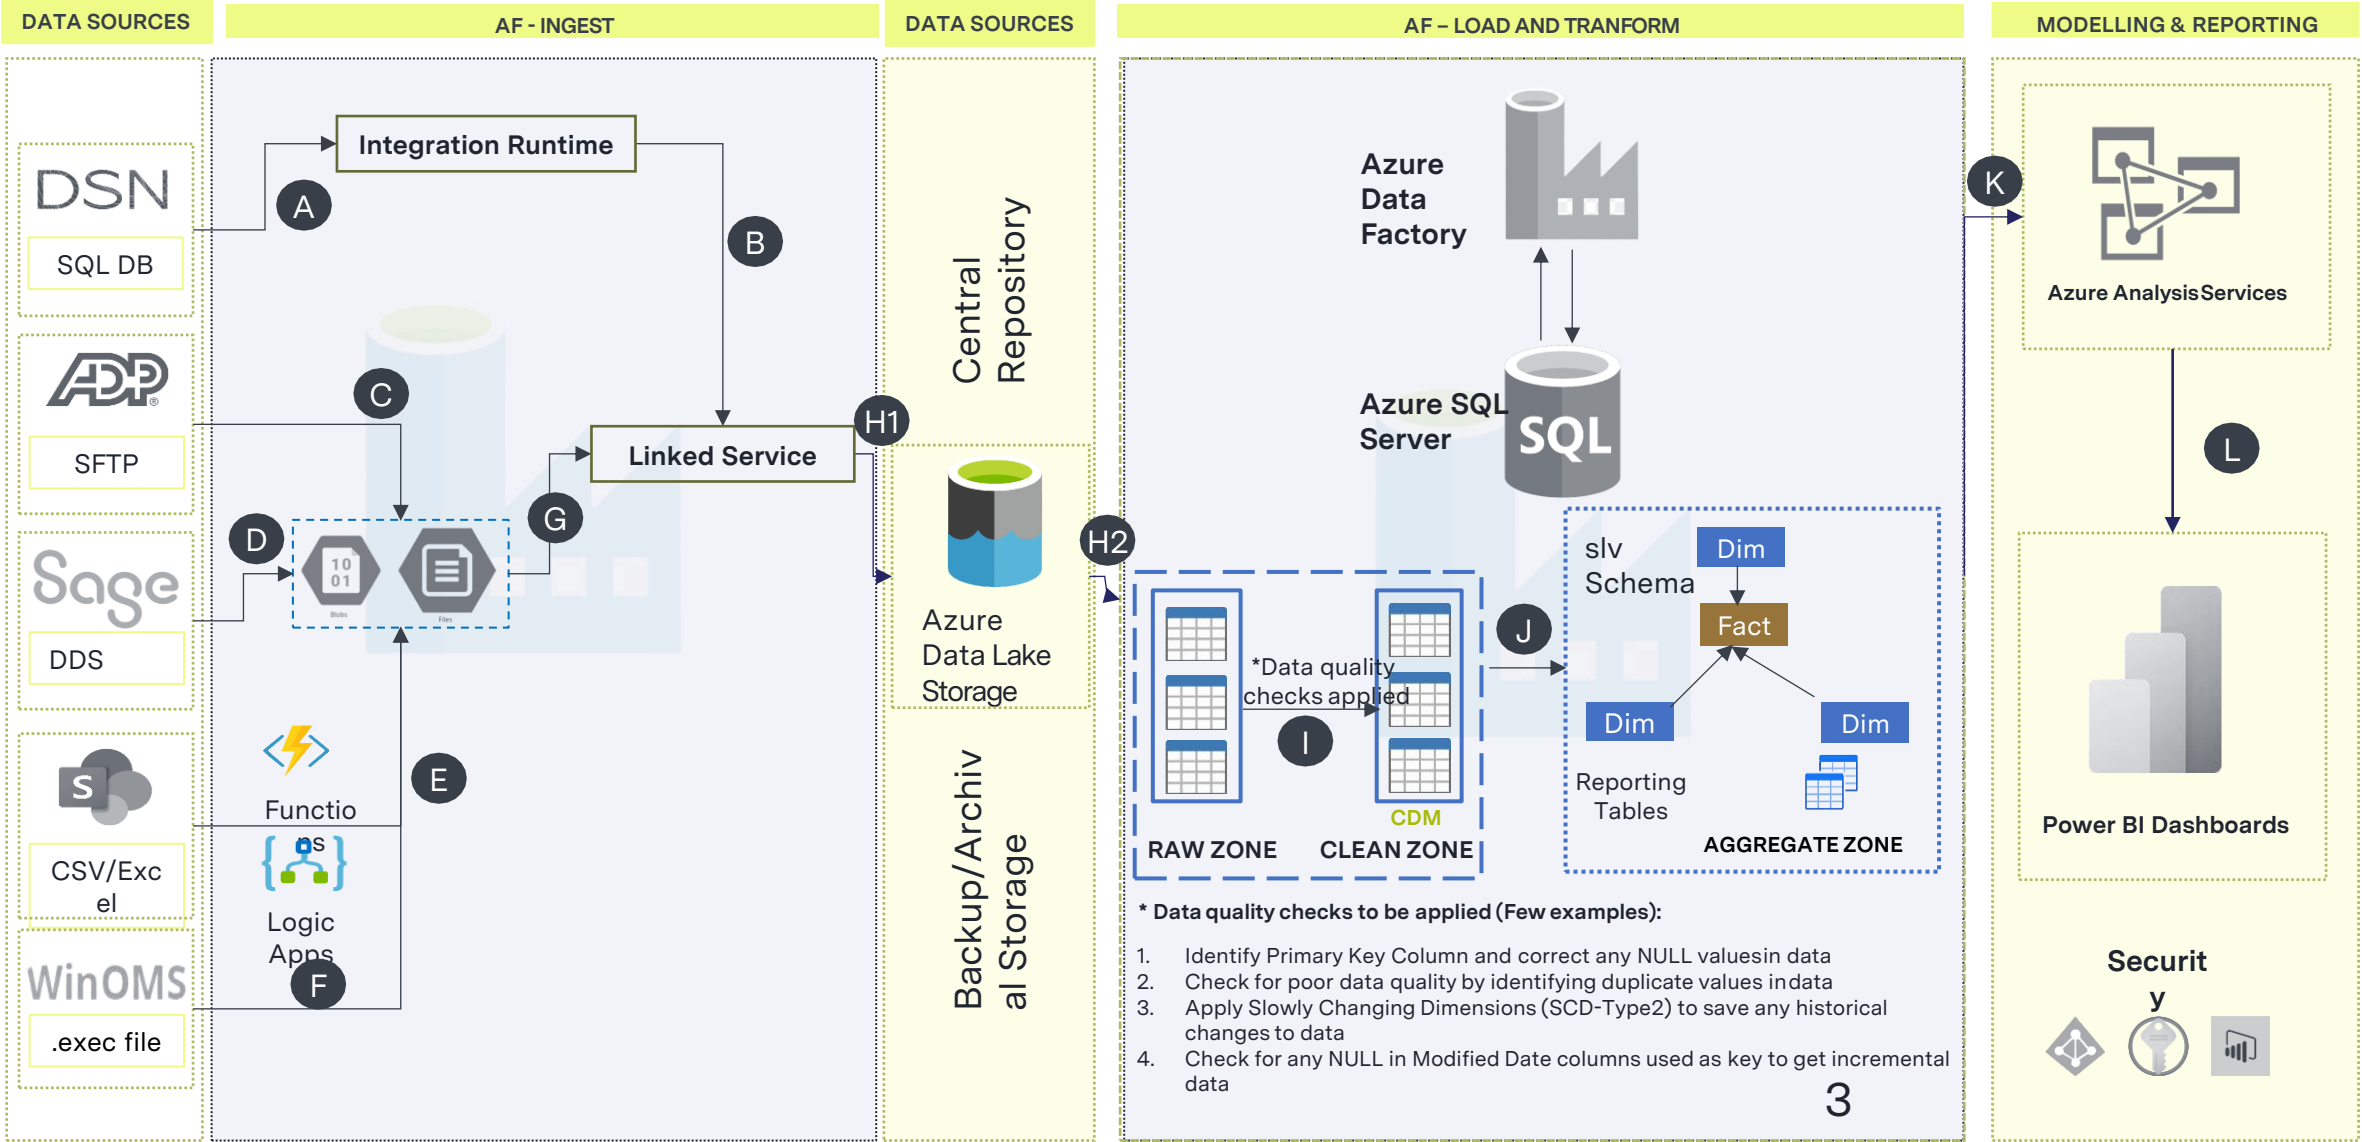 DATA SOURCES
AF - INGEST
DATA SOURCES
AF – LOAD AND TRANFORM
MODELLING & REPORTING
DSN
SQL DB
ADP
SFTP
Sage
DDS
S
CSV/Exc
el
WinOMS
.exec file
Integration Runtime
A
B
C
D
10
01
Blobs
Files
G
Linked Service
H1
E
Functio
ns
Logic
Apps
F
Central
Repository
Azure
Data Lake
Storage
Backup/Archiv
al Storage
H2
Azure
Data
Factory
Azure SQL
Server
SQL
*Data quality
checks applied
I
CDM
RAW ZONE
CLEAN ZONE
J
slv
Schema
Dim
Fact
Dim
Dim
Reporting
Tables
AGGREGATE ZONE
* Data quality checks to be applied (Few examples):
1. Identify Primary Key Column and correct any NULL valuesin data
2. Check for poor data quality by identifying duplicate values in data
3. Apply Slowly Changing Dimensions (SCD-Type2) to save any historical
changes to data
4. Check for any NULL in Modified Date columns used as key to get incremental
data
3
K
Azure Analysis Services
L
Power BI Dashboards
Securit
y